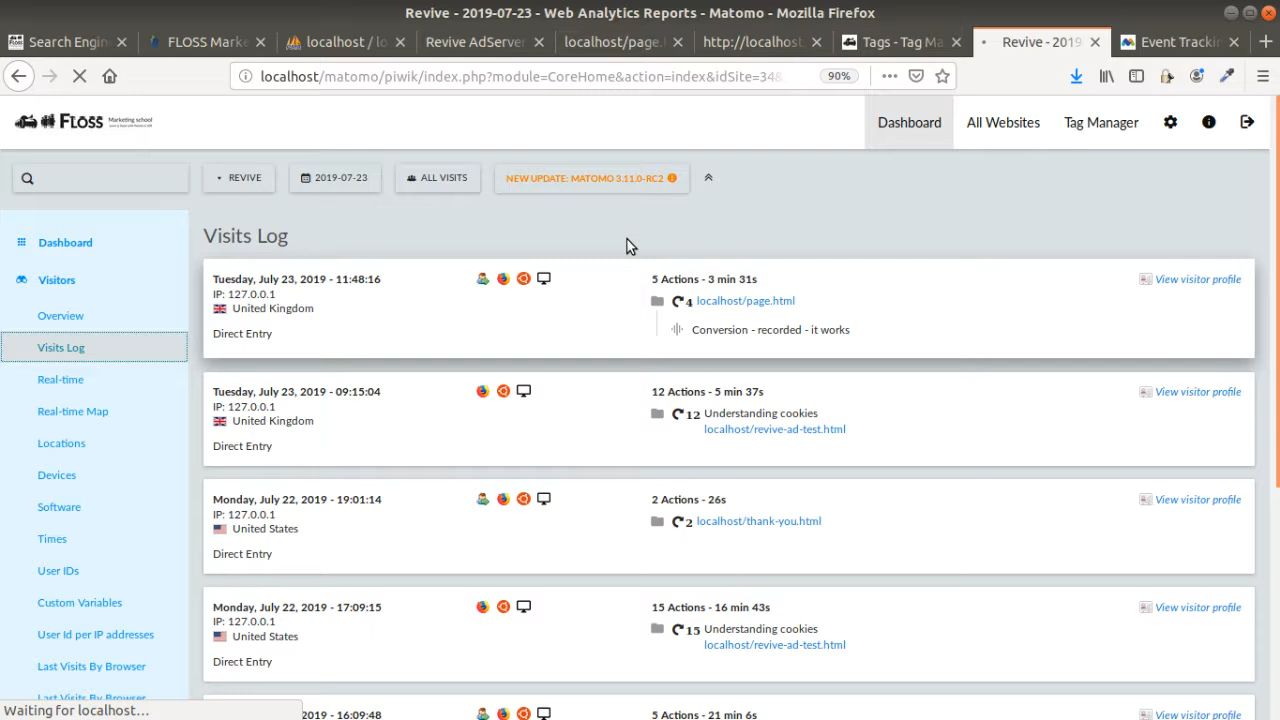 Revive - 2019-07-23 - Web Analytics Reports - Matomo - Mozilla Firefox
Search Engin
FLOSS Marke
localhost / lo
Revive AdServer
localhost/page.
http://localhos
Tags - Tag Ma
Revive - 2019
Event Trackin
localhost/matomo/piwik/index.php?module=CoreHome&action=index&idSite=34&
90%
FLOSS Marketing school
Dashboard
All Websites
Tag Manager
REVIVE
2019-07-23
ALL VISITS
NEW UPDATE: MATOMO 3.11.0-RC2
Dashboard
Visitors
Overview
Visits Log
Real-time
Real-time Map
Locations
Devices
Software
Times
User IDs
Custom Variables
User Id per IP addresses
Last Visits By Browser
Last Visits By Browser
Visits Log
Tuesday, July 23, 2019 - 11:48:16
IP: 127.0.0.1
United Kingdom
Direct Entry
5 Actions - 3 min 31s
4 localhost/page.html
Conversion - recorded - it works
View visitor profile
Tuesday, July 23, 2019 - 09:15:04
IP: 127.0.0.1
United Kingdom
Direct Entry
12 Actions - 5 min 37s
12 Understanding cookies
localhost/revive-ad-test.html
View visitor profile
Monday, July 22, 2019 - 19:01:14
IP: 127.0.0.1
United States
Direct Entry
2 Actions - 26s
2 localhost/thank-you.html
View visitor profile
Monday, July 22, 2019 - 17:09:15
IP: 127.0.0.1
United States
Direct Entry
15 Actions - 16 min 43s
15 Understanding cookies
localhost/revive-ad-test.html
View visitor profile
2019 - 16:09:48
5 Actions - 21 min 6s
View visitor profile
Waiting for localhost...